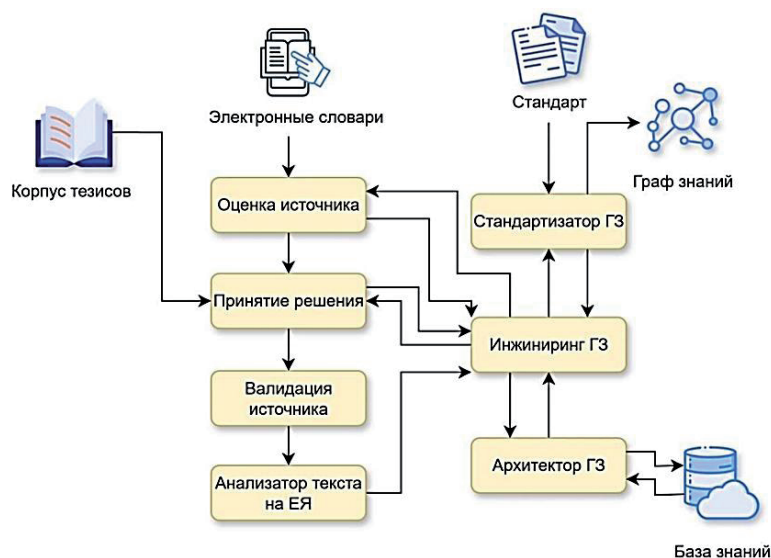 Электронные словари
Стандарт
Корпус тезисов
Граф знаний
Оценка источника
Стандартизатор ГЗ
Принятие решения
Инжиниринг ГЗ
Валидация
источника
Анализатор текста
на ЕЯ
Архитектор ГЗ
База знаний